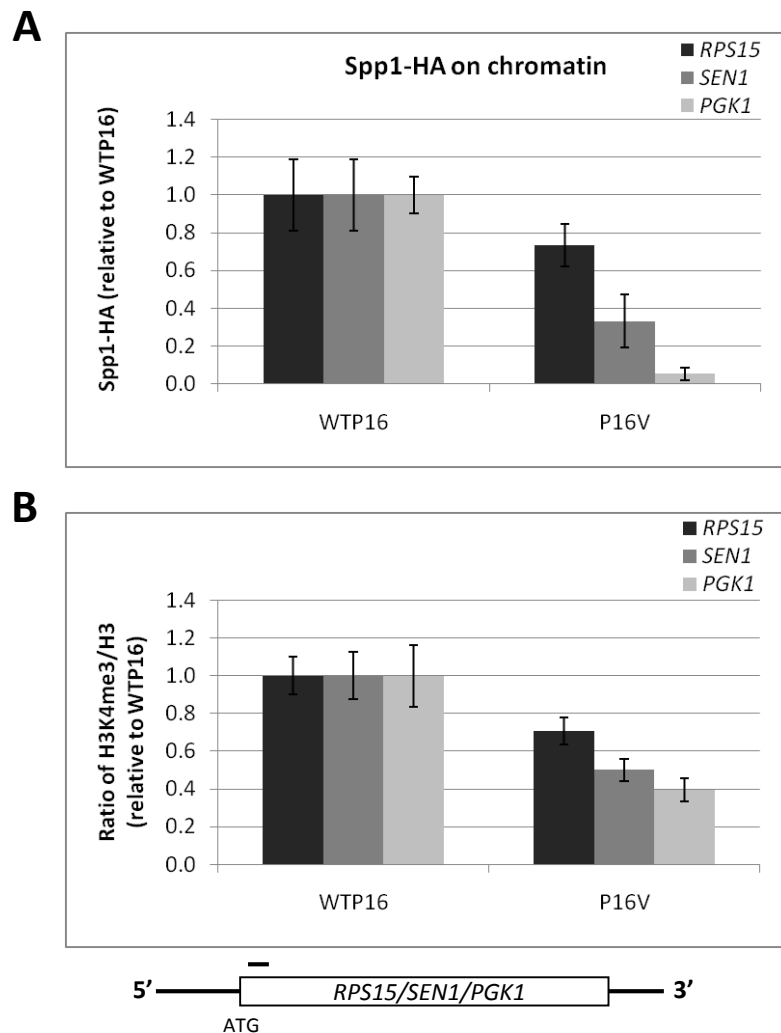 A
Spp1-HA on chromatin
RPS15
SEN1
PGK1
Spp1-HA (relative to WTP16)
1.4
1.2
1.0
0.8
0.6
0.4
0.2
0.0
WTP16 P16V
B
RPS15
SEN1
PGK1
Ratio of H3K4me3/H3
(relative to WTP16)
1.4
1.2
1.0
0.8
0.6
0.4
0.2
0.0
WTP16 P16V
5’ RPS15/SEN1/PGK1 3’
ATG